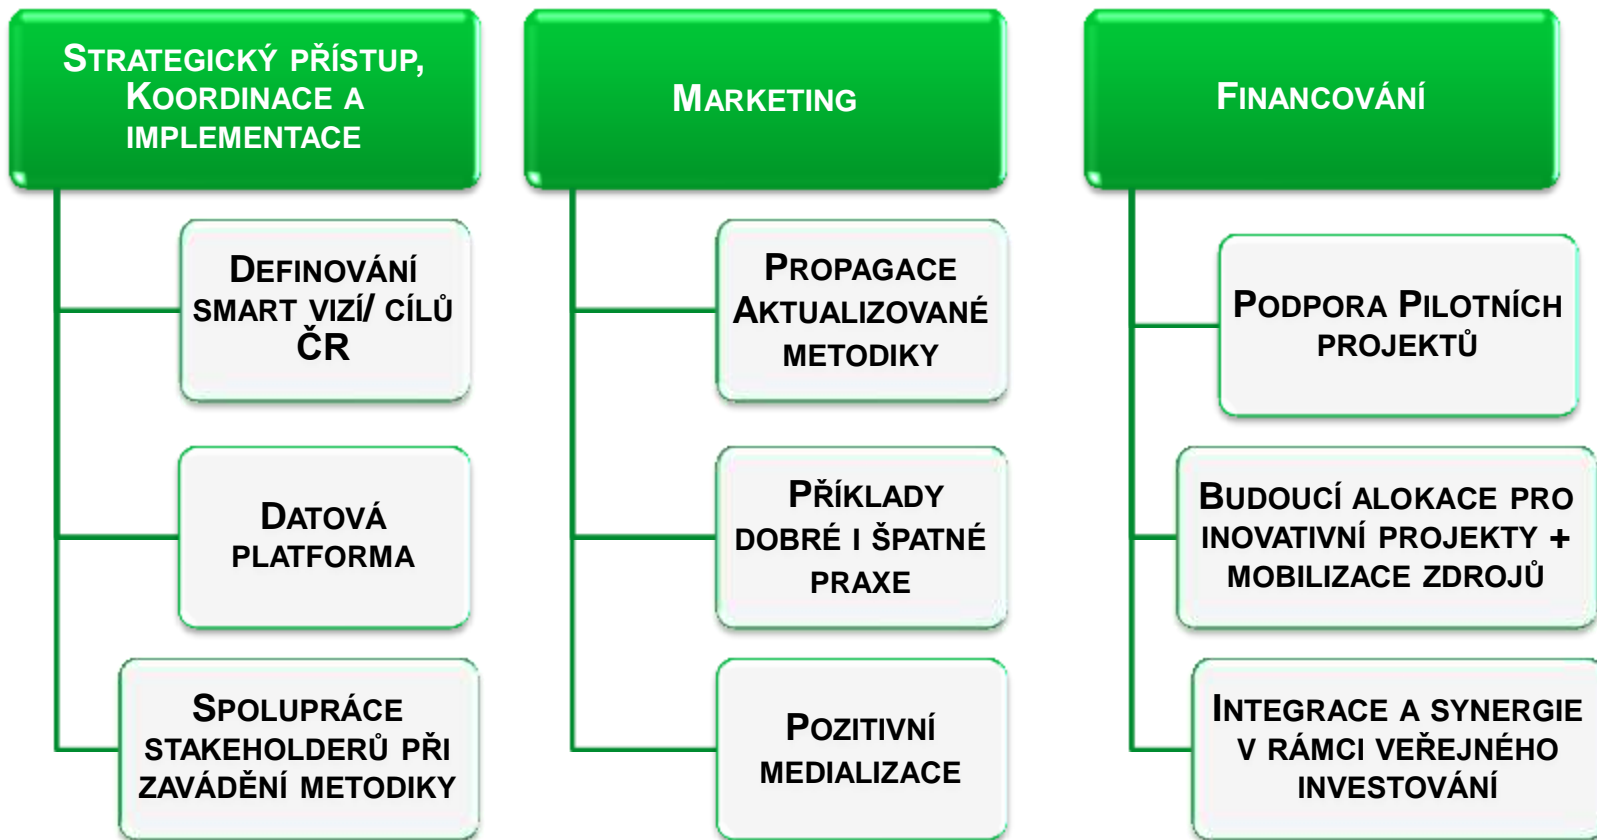 Strategický přístup,
Koordinace a
implementace
Definování
smart vizí/ cílů
ČR
Datová
platforma
Spolupráce
stakeholderů při
zavádění metodiky
Marketing
Propagace
Aktualizované
metodiky
Příklady
dobré i špatné
praxe
Pozitivní
medializace
Financování
Podpora Pilotních
projektů
Budoucí alokace pro
inovativní projekty +
mobilizace zdrojů
Integrace a synergie
v rámci veřejného
investování